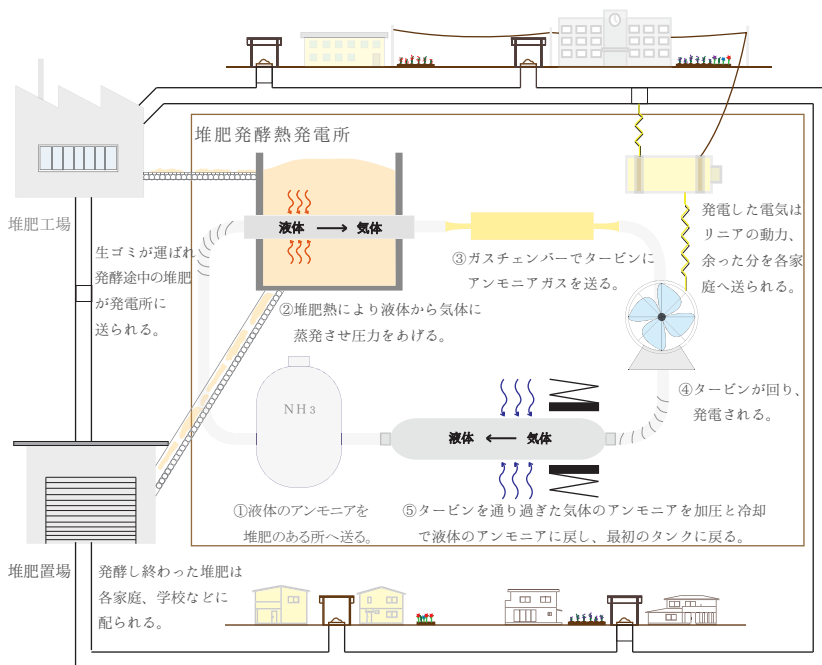 堆肥発酵熱発電所
堆肥工場
生ゴミが運ばれ
発酵途中の堆肥
が発電所に
送られる。
液体
気体
②堆肥熱により液体から気体に
蒸発させ圧力をあげる。
③ガスチェンバーでタービンに
アンモニアガスを送る。
発電した電気は
リニアの動力、
余った分を各家
庭へ送られる。
④タービンが回り、
発電される。
NH3
液体
気体
①液体のアンモニアを
堆肥のある所へ送る。
⑤タービンを通り過ぎた気体のアンモニアを加圧と冷却
で液体のアンモニアに戻し、最初のタンクに戻る。
堆肥置場
発酵し終わった堆肥は
各家庭、学校などに
配られる。